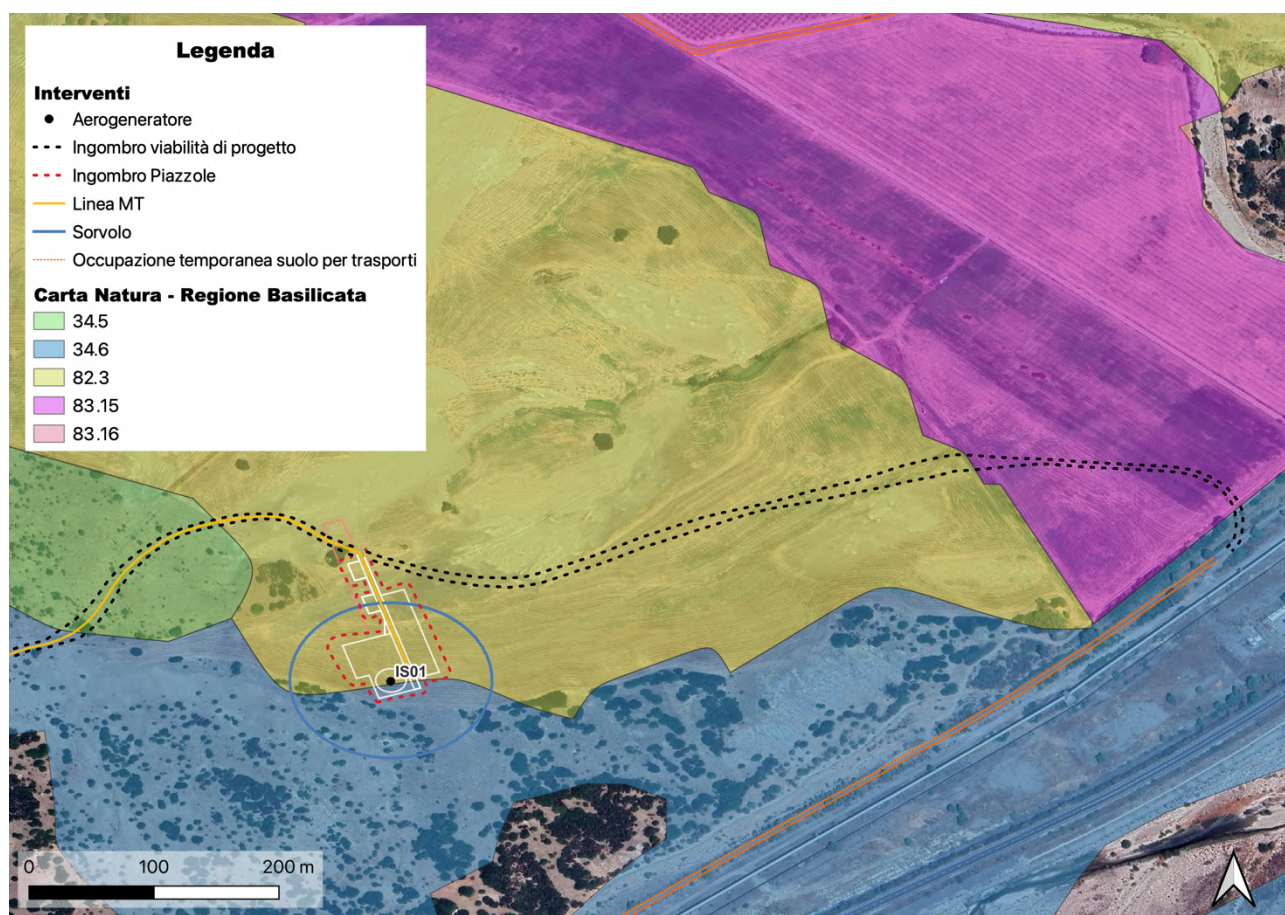 Legenda
Interventi
Aerogeneratore
Ingombro viabilità di progetto
Ingombro Piazzole
Linea MT
Sorvolo
Occupazione temporanea suolo per trasporti
Carta Natura - Regione Basilicata
34.5
34.6
82.3
83.15
83.16
IS01
0 100 200 m